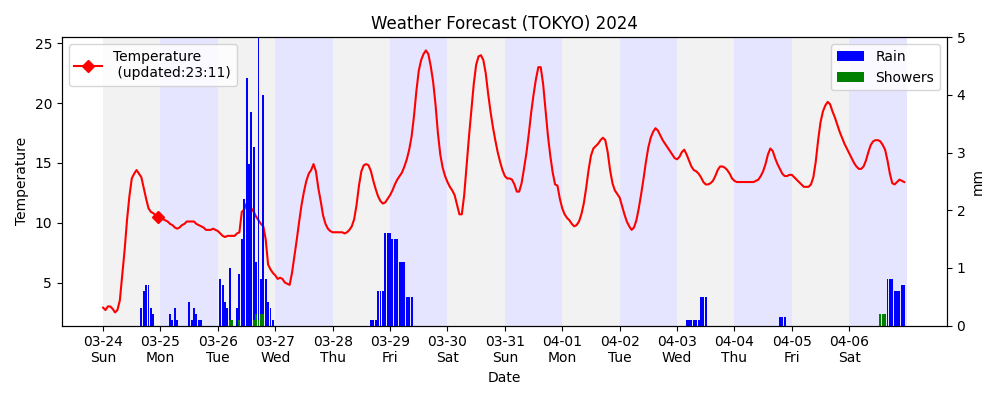 Weather Forecast (TOKYO) 2024
Temperature
(updated:23:11)
Rain
Showers
25
20
15
10
5
Temperature
5
4
3
2
1
0
mm
03-24 03-25 03-26 03-27 03-28 03-29 03-30 03-31 04-01 04-02 04-03 04-04 04-05 04-06
Sun Mon Tue Wed Thu Fri Sat Sun Mon Tue Wed Thu Fri Sat
Date